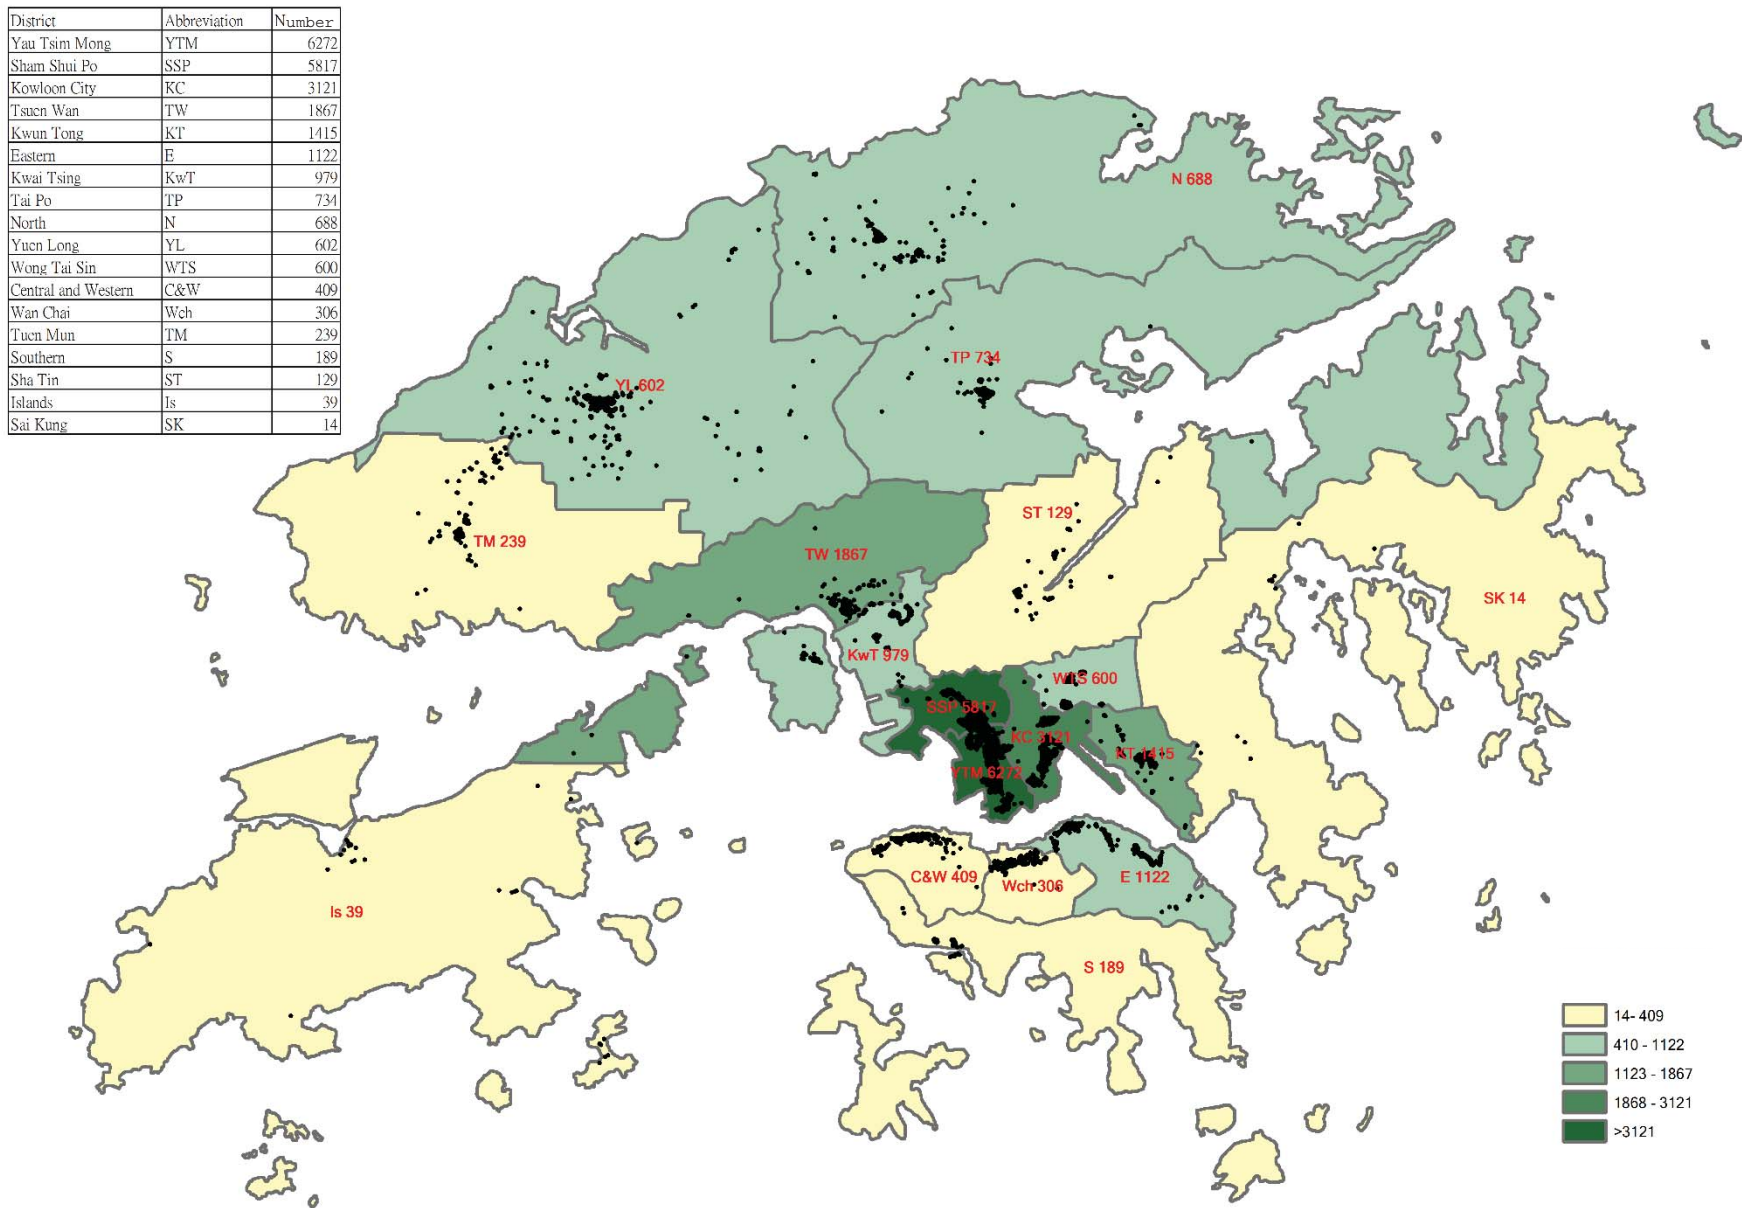 District Abbreviation Number
Yau Tsim Mong YTM 6272
Sham Shui Po SSP 5817
Kowloon City KC 3121
Tsuen Wan TW 1867
Kwun Tong KT 1415
Eastern E 1122
Kwai Tsing KwT 979
Tai Po TP 734
North N 688
Yuen Long YL 602
Wong Tai Sin WTS 600
Central and Western C&W 409
Wan Chai Wch 306
Tuen Mun TM 239
Southern S 189
Sha Tin ST 129
Islands Is 39
Sai Kung SK 14
N 688
TP 734
YL 602
ST 129
TM 239
TW 1867
SK 14
KwT 979
WTS 600
SSP 5817
KC 3121
KT 1415
YTM 6272
C&W 409
Wch 306
E 1122
Is 39
S 189
14- 409
410 - 1122
1123 - 1867
1868 - 3121
>3121